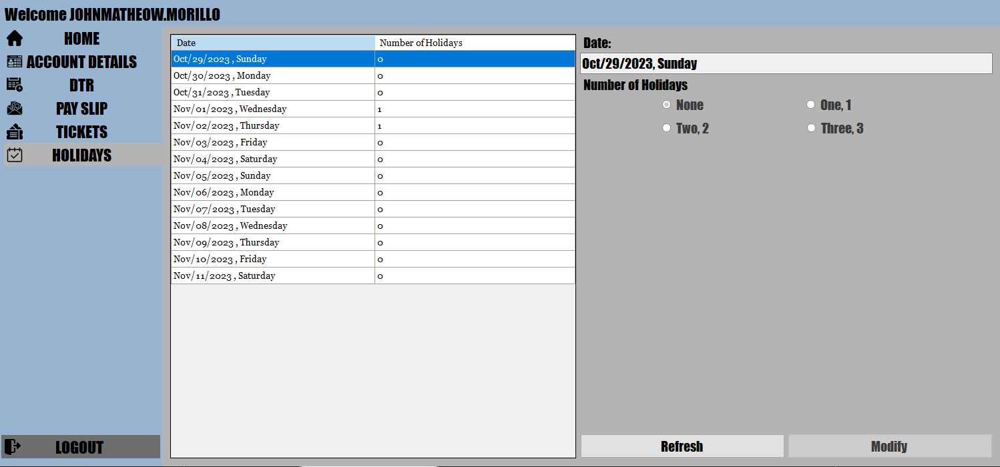 Welcome JOHNMATHEOW.MORILLO
HOME
ACCOUNT DETAILS
DTR
PAY SLIP
TICKETS
HOLIDAYS
LOGOUT
Date Number of Holidays
Oct/29/2023 , Sunday 0
Oct/30/2023 , Monday 0
Oct/31/2023 , Tuesday 0
Nov/01/2023 , Wednesday 1
Nov/02/2023 , Thursday 1
Nov/03/2023 , Friday 0
Nov/04/2023 , Saturday 0
Nov/05/2023 , Sunday 0
Nov/06/2023 , Monday 0
Nov/07/2023 , Tuesday 0
Nov/08/2023 , Wednesday 0
Nov/09/2023 , Thursday 0
Nov/10/2023 , Friday 0
Nov/11/2023 , Saturday 0
Date:
Oct/29/2023, Sunday
Number of Holidays
None One, 1
Two, 2 Three, 3
Refresh Modify